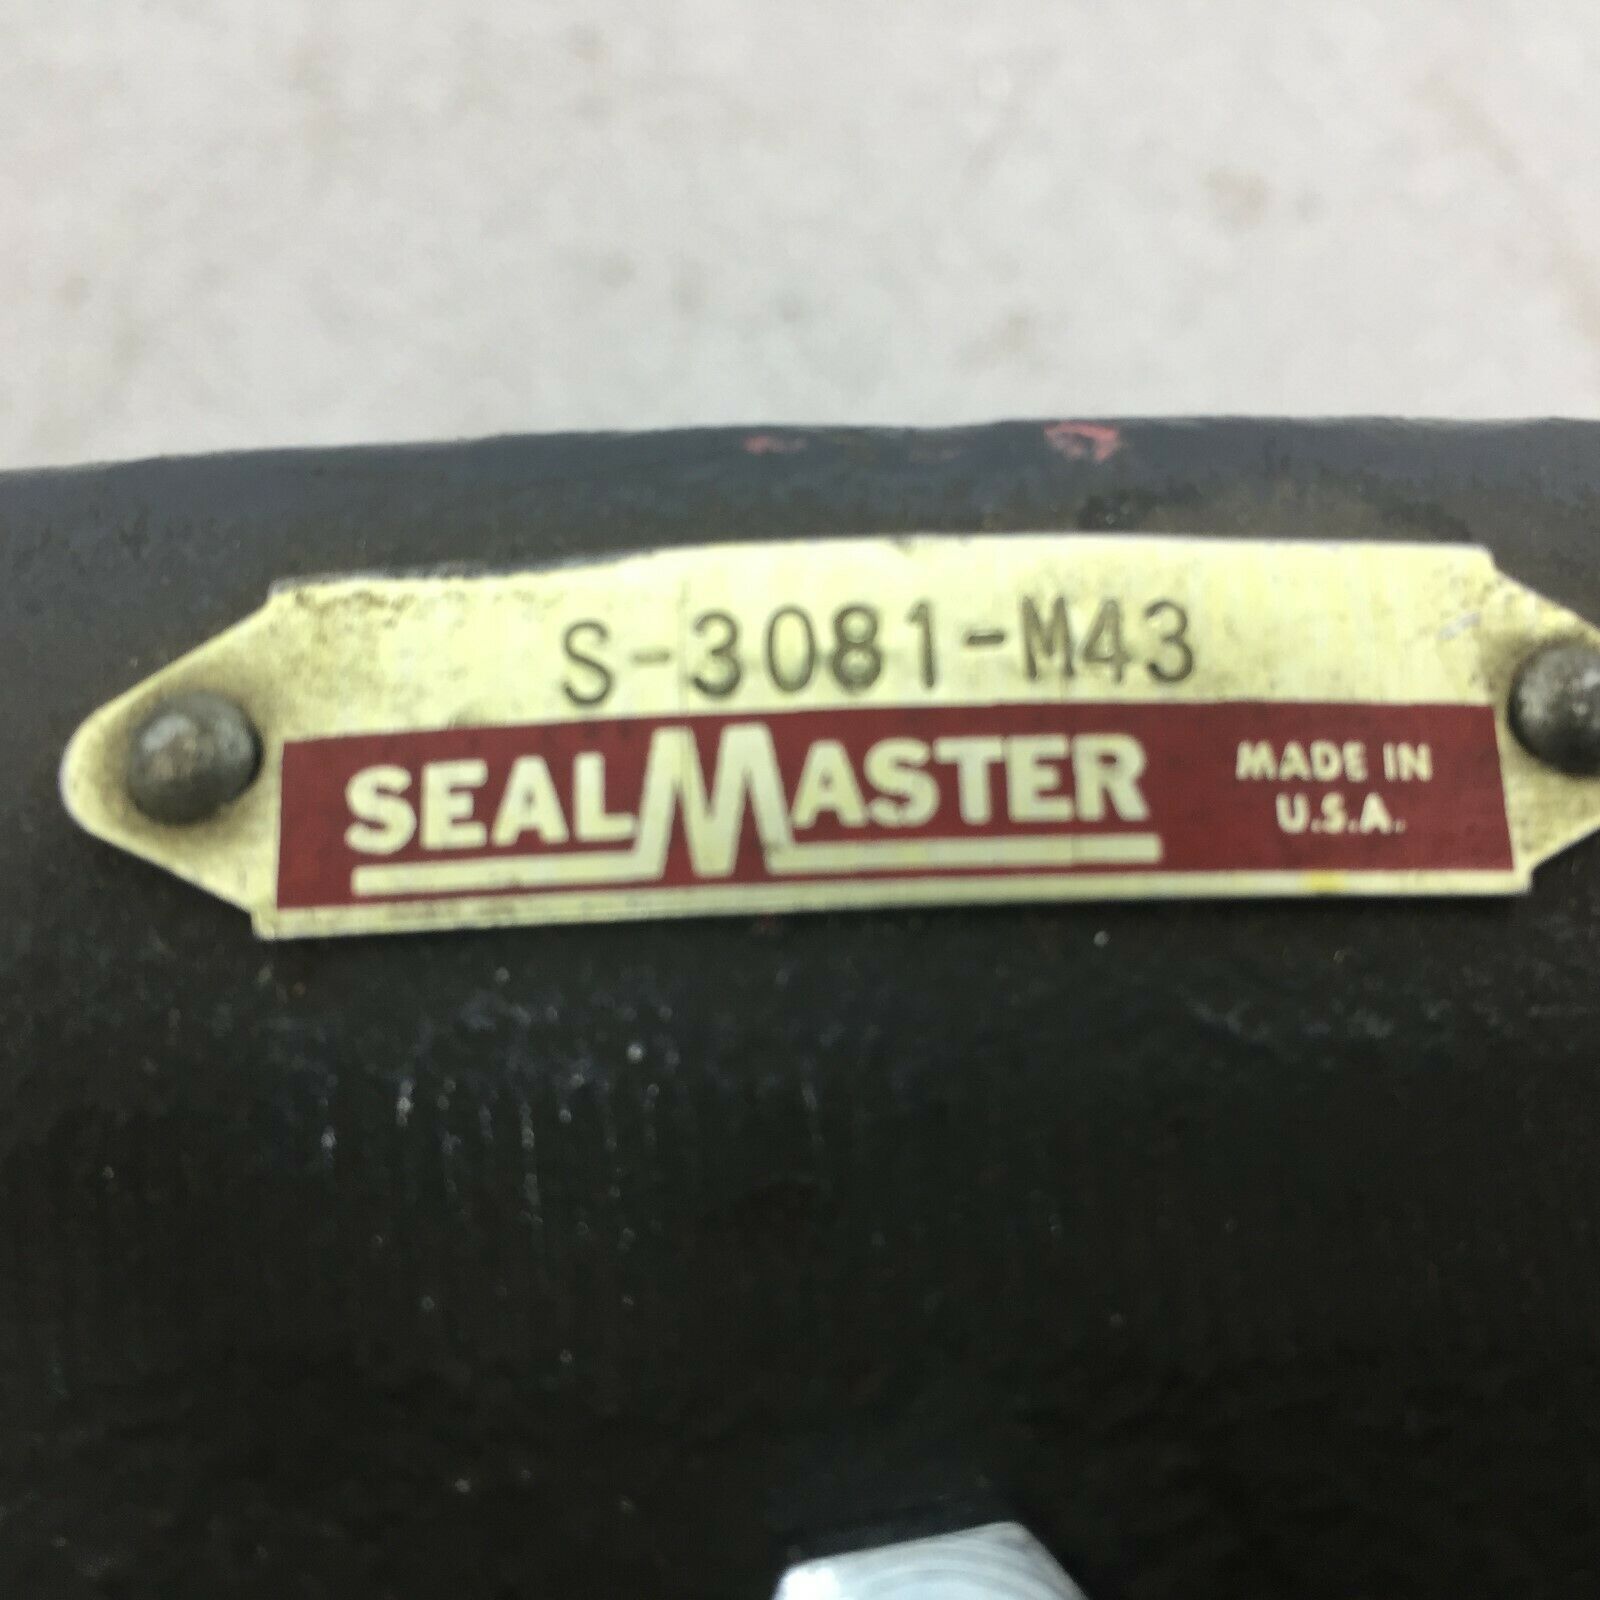 S-3081-M43
SEALMASTER
MADE IN
U.S.A.